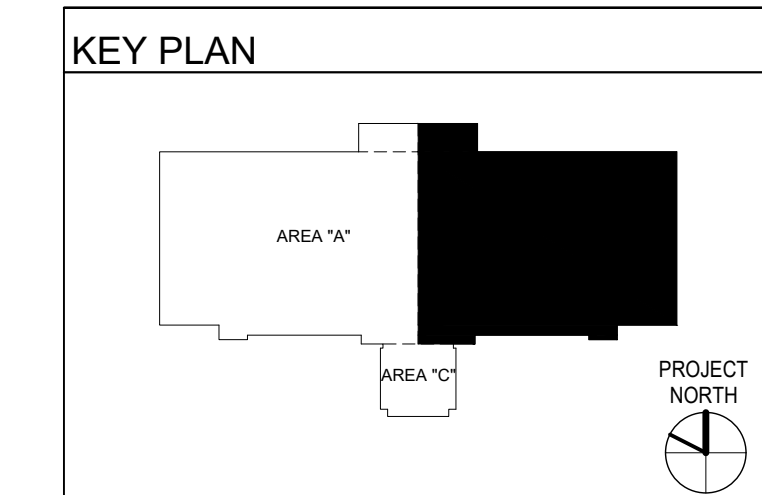 KEY PLAN
AREA "A"
AREA "C"
PROJECT
NORTH